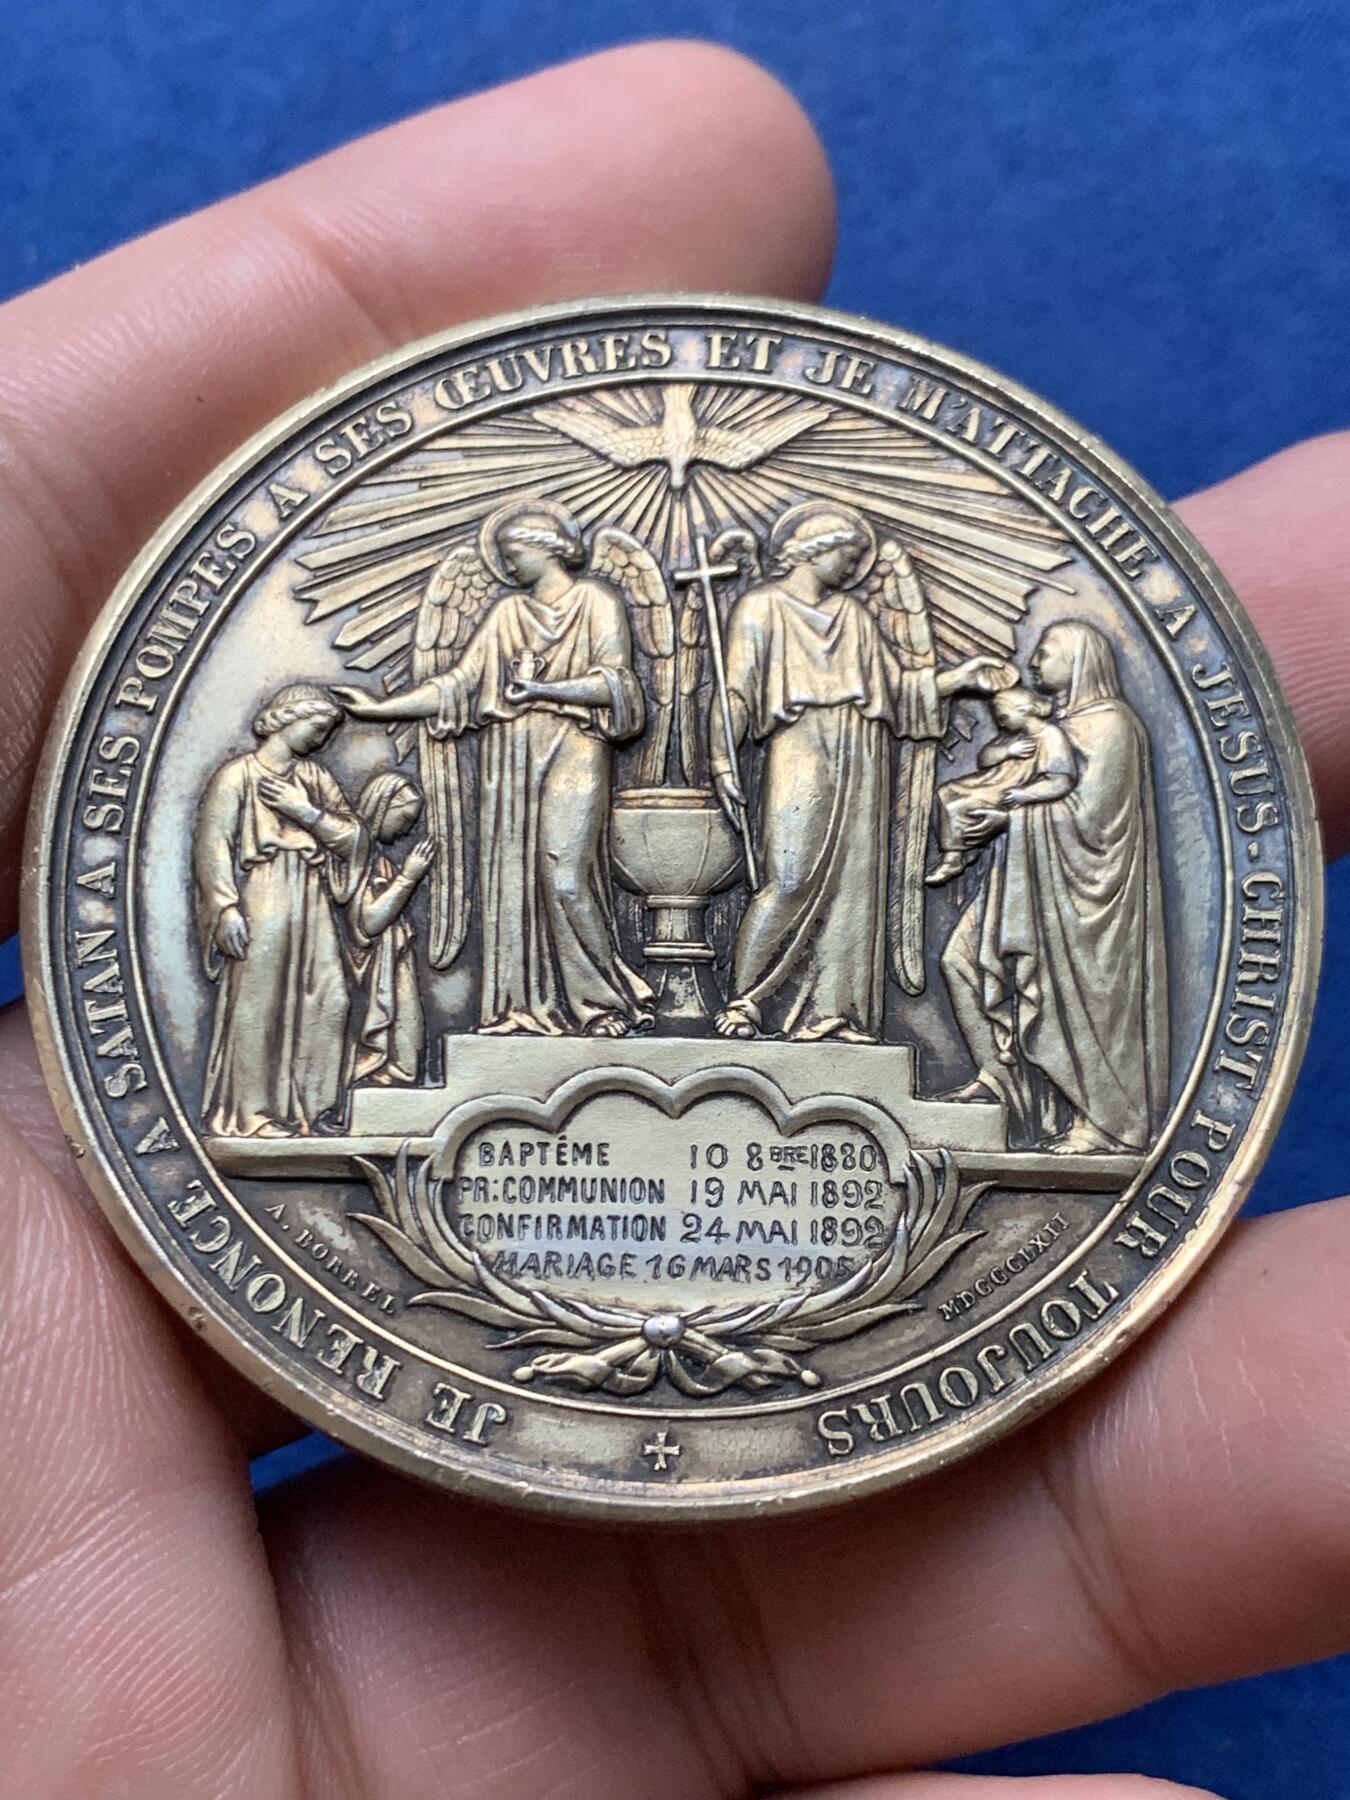 JE RENONCE A SATAN A SES POMPES A SES ŒUVRES ET JE M'ATTACHE A JESUS-CHRIST POUR TOUJOURS
BAPTÊME 10 8BRE 1880
PR: COMMUNION 19 MAI 1892
CONFIRMATION 24 MAI 1892
MARIAGE 16 MARS 1905
A. BORREL
MDCCCLXII